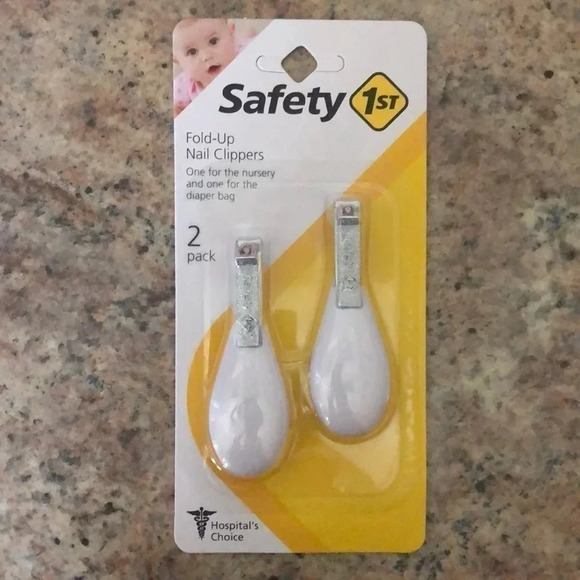 Safety 1ST
Fold-Up
Nail Clippers
One for the nursery
and one for the
diaper bag
2
pack
Hospital's
Choice